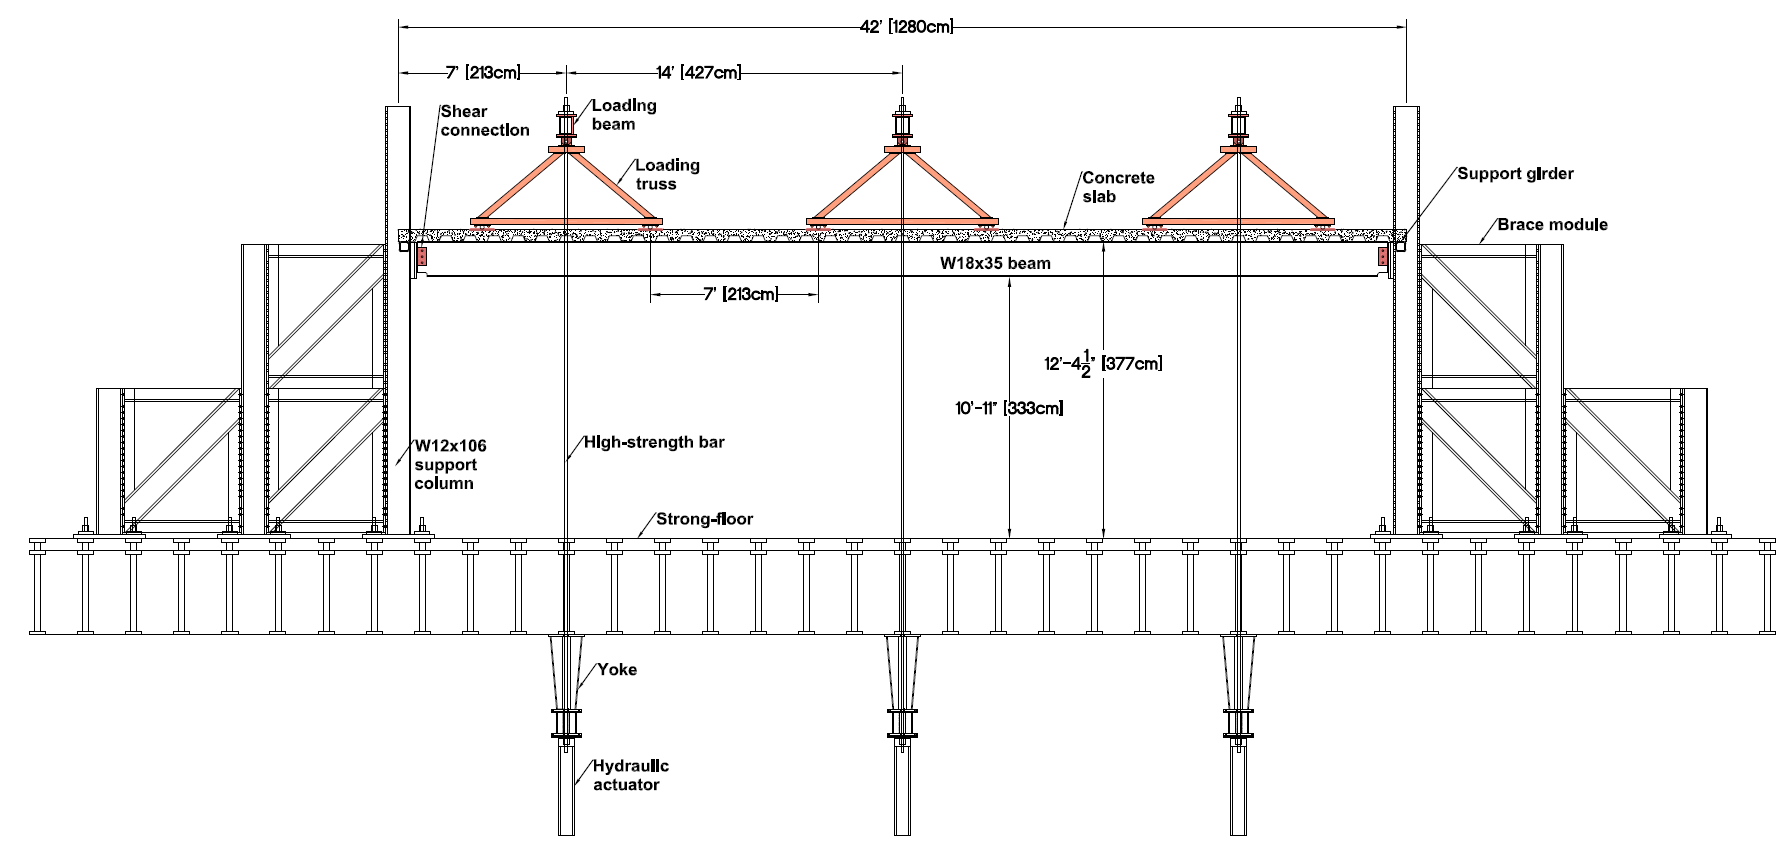 42' [1280cm]
7' [213cm]
14' [427cm]
Shear
connection
Loading
beam
Loading
truss
Concrete
slab
Support girder
Brace module
W18x35 beam
7' [213cm]
12'-4 1/2" [377cm]
10'-11" [333cm]
W12x106
support
column
High-strength bar
Strong-floor
Yoke
Hydraulic
actuator